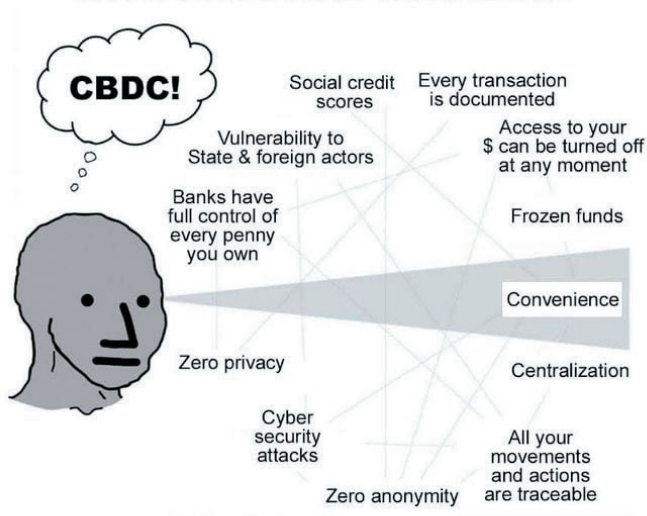 CBDC!
Social credit
scores
Every transaction
is documented
Vulnerability to
State & foreign actors
Access to your
$ can be turned off
at any moment
Banks have
full control of
every penny
you own
Frozen funds
Convenience
Zero privacy
Centralization
Cyber
security
attacks
All your
movements
and actions
are traceable
Zero anonymity